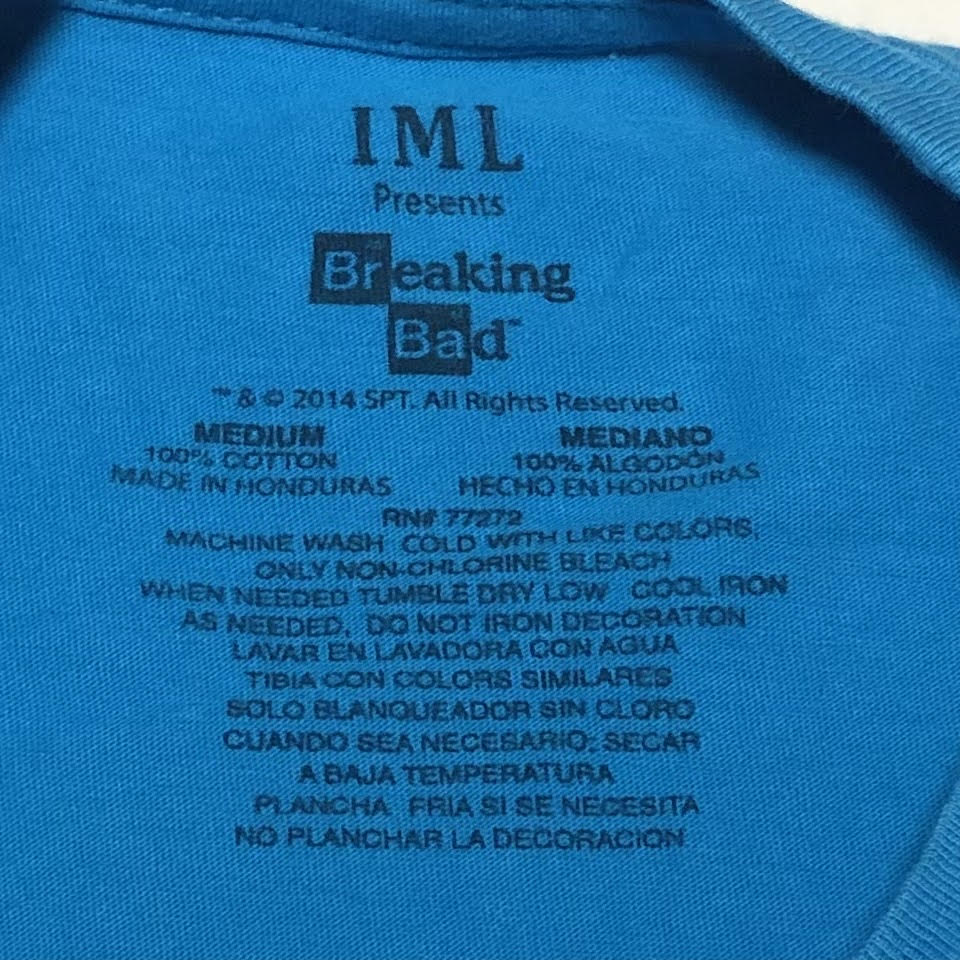 IML
Presents
Breaking
Bad™
™ & © 2014 SPT. All Rights Reserved.
MEDIUM MEDIANO
100% COTTON 100% ALGODÓN
MADE IN HONDURAS HECHO EN HONDURAS
RN# 77272
MACHINE WASH COLD WITH LIKE COLORS,
ONLY NON-CHLORINE BLEACH
WHEN NEEDED TUMBLE DRY LOW COOL IRON
AS NEEDED, DO NOT IRON DECORATION
LAVAR EN LAVADORA CON AGUA
TIBIA CON COLORS SIMILARES
SOLO BLANQUEADOR SIN CLORO
CUANDO SEA NECESARIO: SECAR
A BAJA TEMPERATURA
PLANCHA FRIA SI SE NECESITA
NO PLANCHAR LA DECORACION